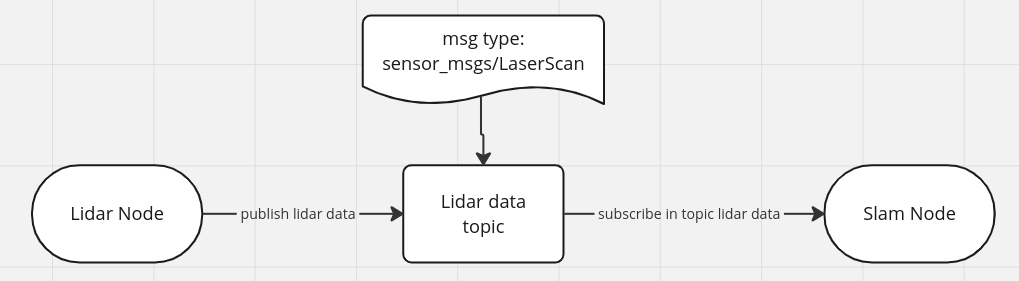 msg type:
sensor_msgs/LaserScan
Lidar Node
publish lidar data
Lidar data
topic
subscribe in topic lidar data
Slam Node